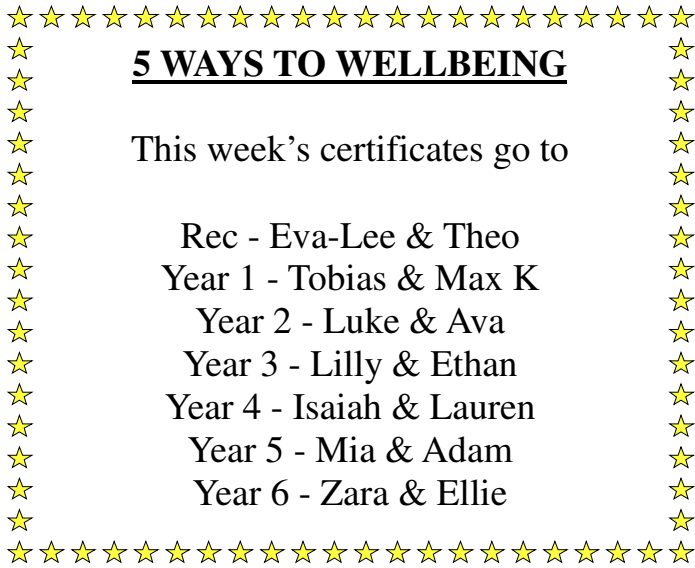 5 WAYS TO WELLBEING
This week’s certificates go to
Rec - Eva-Lee & Theo
Year 1 - Tobias & Max K
Year 2 - Luke & Ava
Year 3 - Lilly & Ethan
Year 4 - Isaiah & Lauren
Year 5 - Mia & Adam
Year 6 - Zara & Ellie